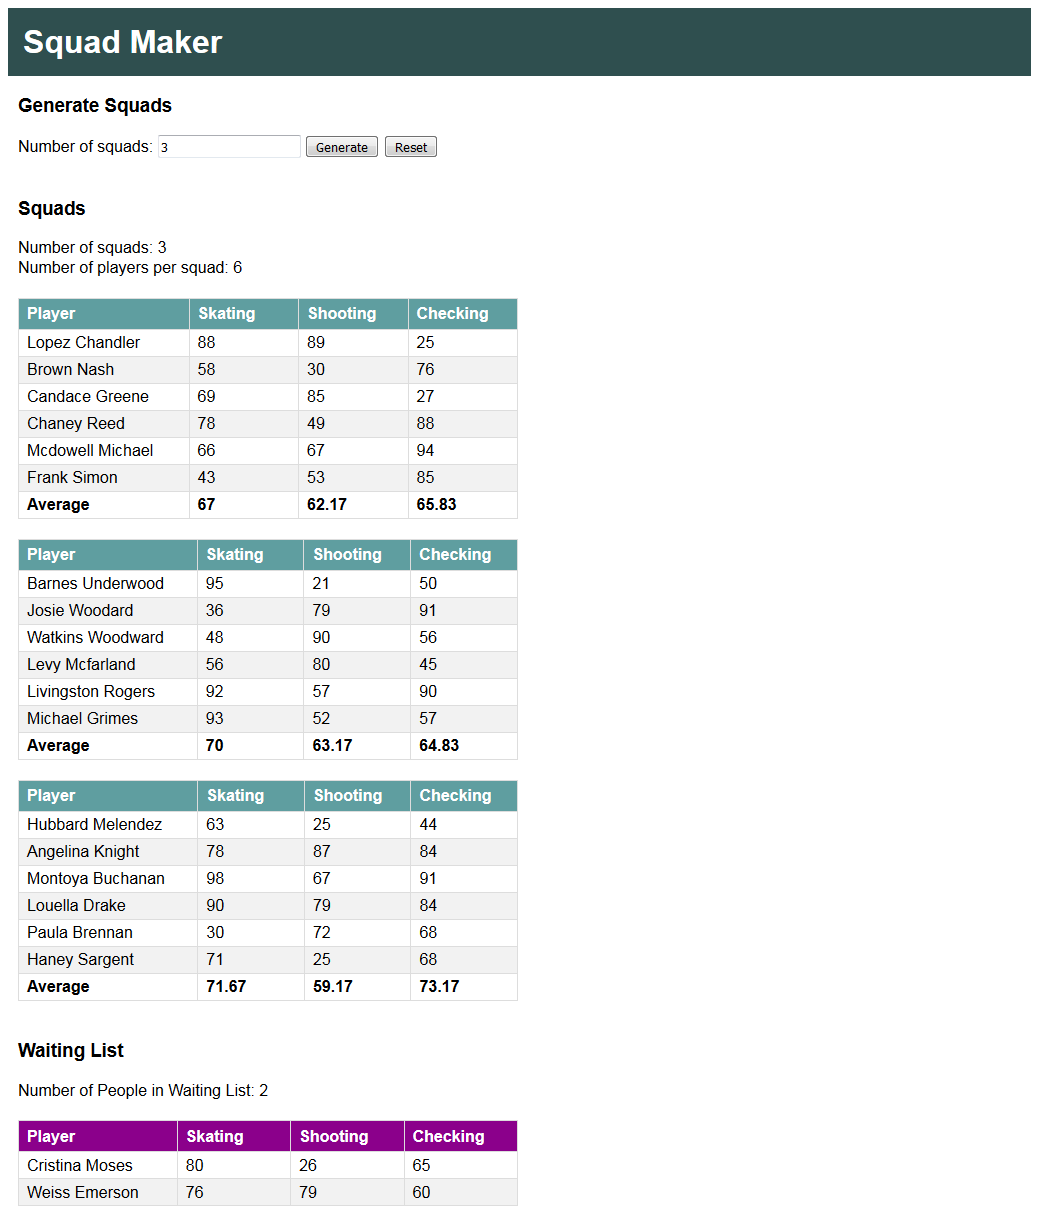 Squad Maker
Generate Squads
Number of squads: 3 Generate Reset
Squads
Number of squads: 3
Number of players per squad: 6
Player Skating Shooting Checking
Lopez Chandler 88 89 25
Brown Nash 58 30 76
Candace Greene 69 85 27
Chaney Reed 78 49 88
Mcdowell Michael 66 67 94
Frank Simon 43 53 85
Average 67 62.17 65.83
Player Skating Shooting Checking
Barnes Underwood 95 21 50
Josie Woodard 36 79 91
Watkins Woodward 48 90 56
Levy Mcfarland 56 80 45
Livingston Rogers 92 57 90
Michael Grimes 93 52 57
Average 70 63.17 64.83
Player Skating Shooting Checking
Hubbard Melendez 63 25 44
Angelina Knight 78 87 84
Montoya Buchanan 98 67 91
Louella Drake 90 79 84
Paula Brennan 30 72 68
Haney Sargent 71 25 68
Average 71.67 59.17 73.17
Waiting List
Number of People in Waiting List: 2
Player Skating Shooting Checking
Cristina Moses 80 26 65
Weiss Emerson 76 79 60